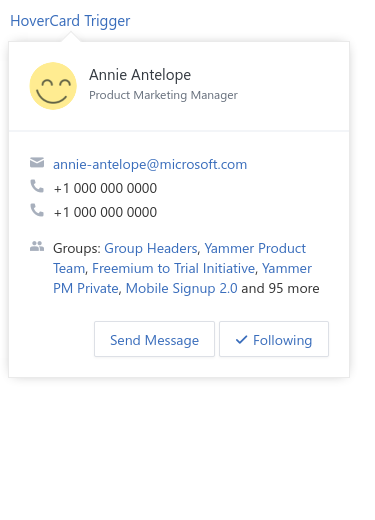 HoverCard Trigger
Annie Antelope
Product Marketing Manager
annie-antelope@microsoft.com
+1 000 000 0000
+1 000 000 0000
Groups: Group Headers, Yammer Product
Team, Freemium to Trial Initiative, Yammer
PM Private, Mobile Signup 2.0 and 95 more
Send Message
Following